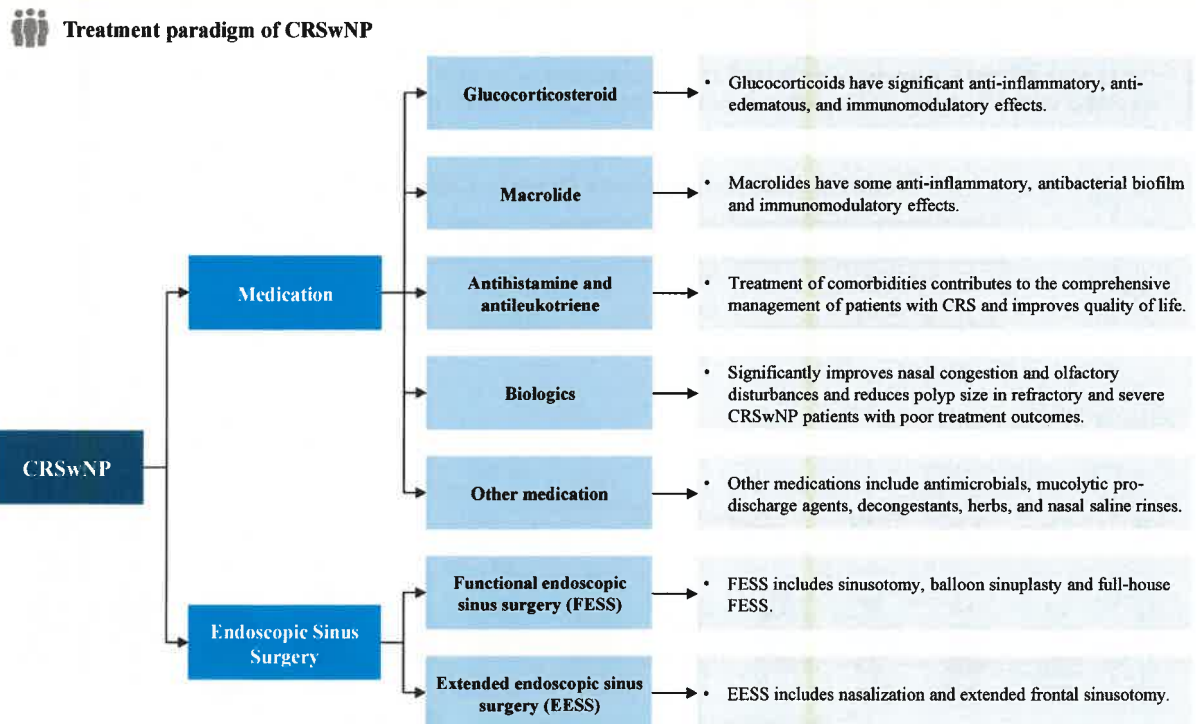 Treatment paradigm of CRSwNP
Glucocorticosteroid
• Glucocorticoids have significant anti-inflammatory, anti-
edematous, and immunomodulatory effects.
Macrolide
• Macrolides have some anti-inflammatory, antibacterial biofilm
and immunomodulatory effects.
Medication
Antihistamine and
antileukotriene
• Treatment of comorbidities contributes to the comprehensive
management of patients with CRS and improves quality of life.
Biologics
• Significantly improves nasal congestion and olfactory
disturbances and reduces polyp size in refractory and severe
CRSwNP patients with poor treatment outcomes.
CRSwNP
Other medication
• Other medications include antimicrobials, mucolytic pro-
discharge agents, decongestants, herbs, and nasal saline rinses.
Endoscopic Sinus
Surgery
Functional endoscopic
sinus surgery (FESS)
• FESS includes sinusotomy, balloon sinuplasty and full-house
FESS.
Extended endoscopic sinus
surgery (EESS)
• EESS includes nasalization and extended frontal sinusotomy.